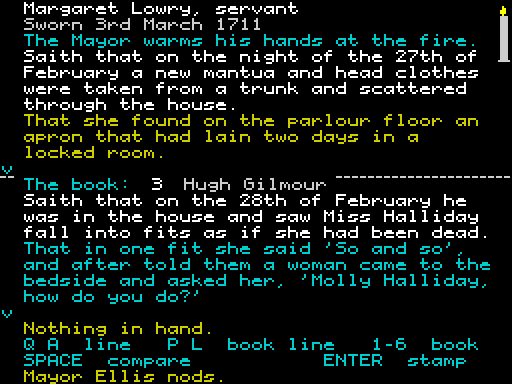 Margaret Lowry, servant
Sworn 3rd March 1711
The Mayor warms his hands at the fire.
Saith that on the night of the 27th of
February a new mantua and head clothes
were taken from a trunk and scattered
through the house.
That she found on the parlour floor an
apron that had lain two days in a
locked room.
v
The book: 3 Hugh Gilmour
Saith that on the 28th of February he
was in the house and saw Miss Halliday
fall into fits as if she had been dead.
That in one fit she said 'So and so',
and after told them a woman came to the
bedside and asked her, 'Molly Halliday,
how do you do?'
v
Nothing in hand.
Q A line P L book line 1-6 book
SPACE compare ENTER stamp
Mayor Ellis nods.